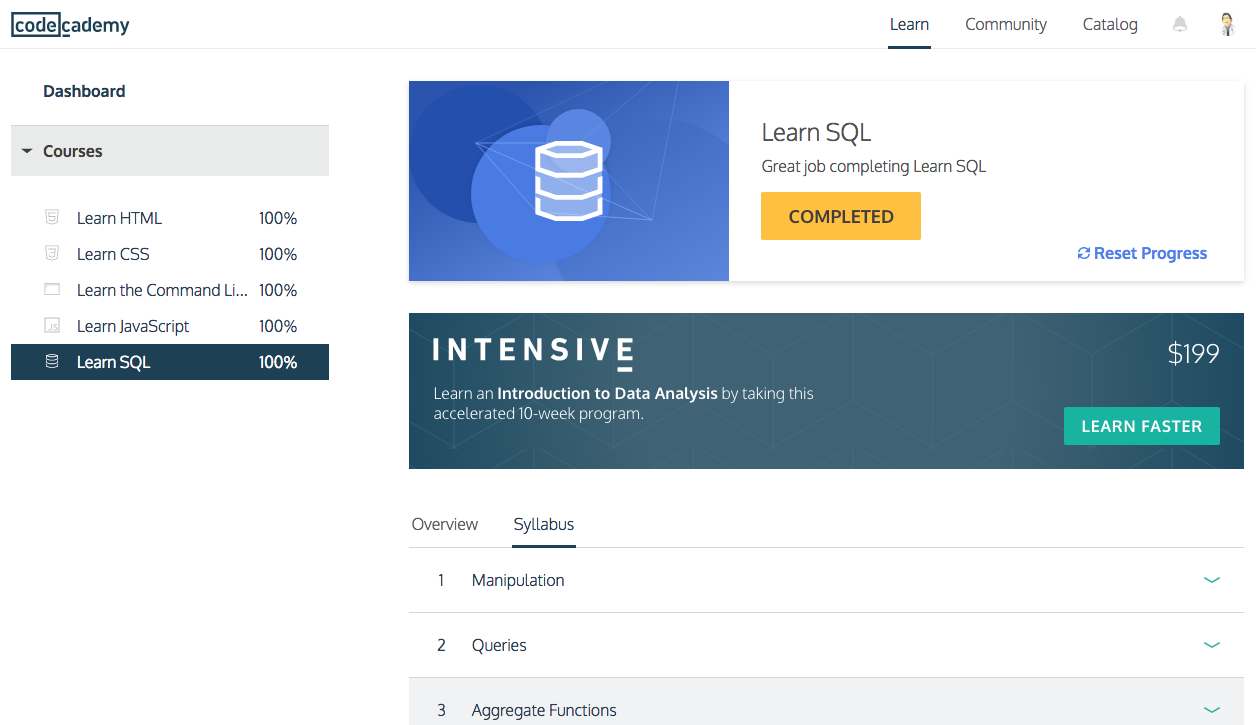 codecademy
Learn
Community
Catalog
Dashboard
Courses
Learn HTML 100%
Learn CSS 100%
Learn the Command Li... 100%
Learn JavaScript 100%
Learn SQL 100%
Learn SQL
Great job completing Learn SQL
COMPLETED
Reset Progress
INTENSIVE
$199
Learn an Introduction to Data Analysis by taking this
accelerated 10-week program.
LEARN FASTER
Overview
Syllabus
1 Manipulation
2 Queries
3 Aggregate Functions